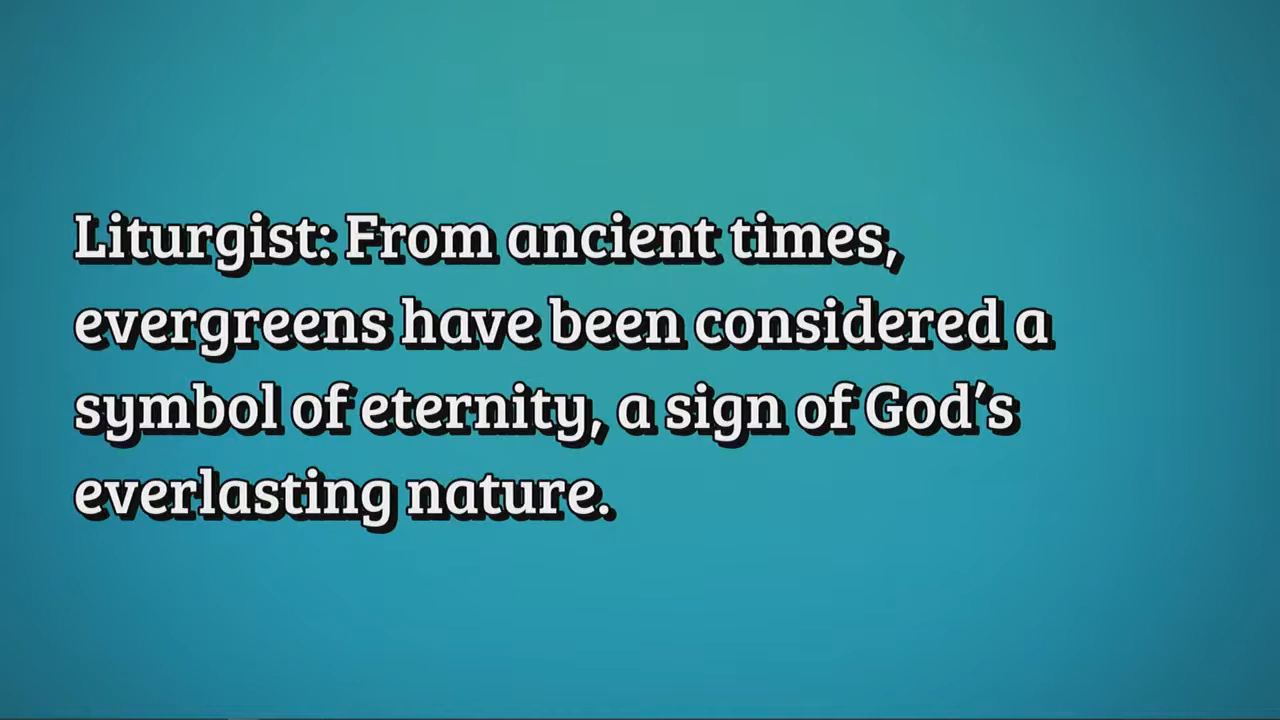 Liturgist: From ancient times,
evergreens have been considered a
symbol of eternity, a sign of God’s
everlasting nature.